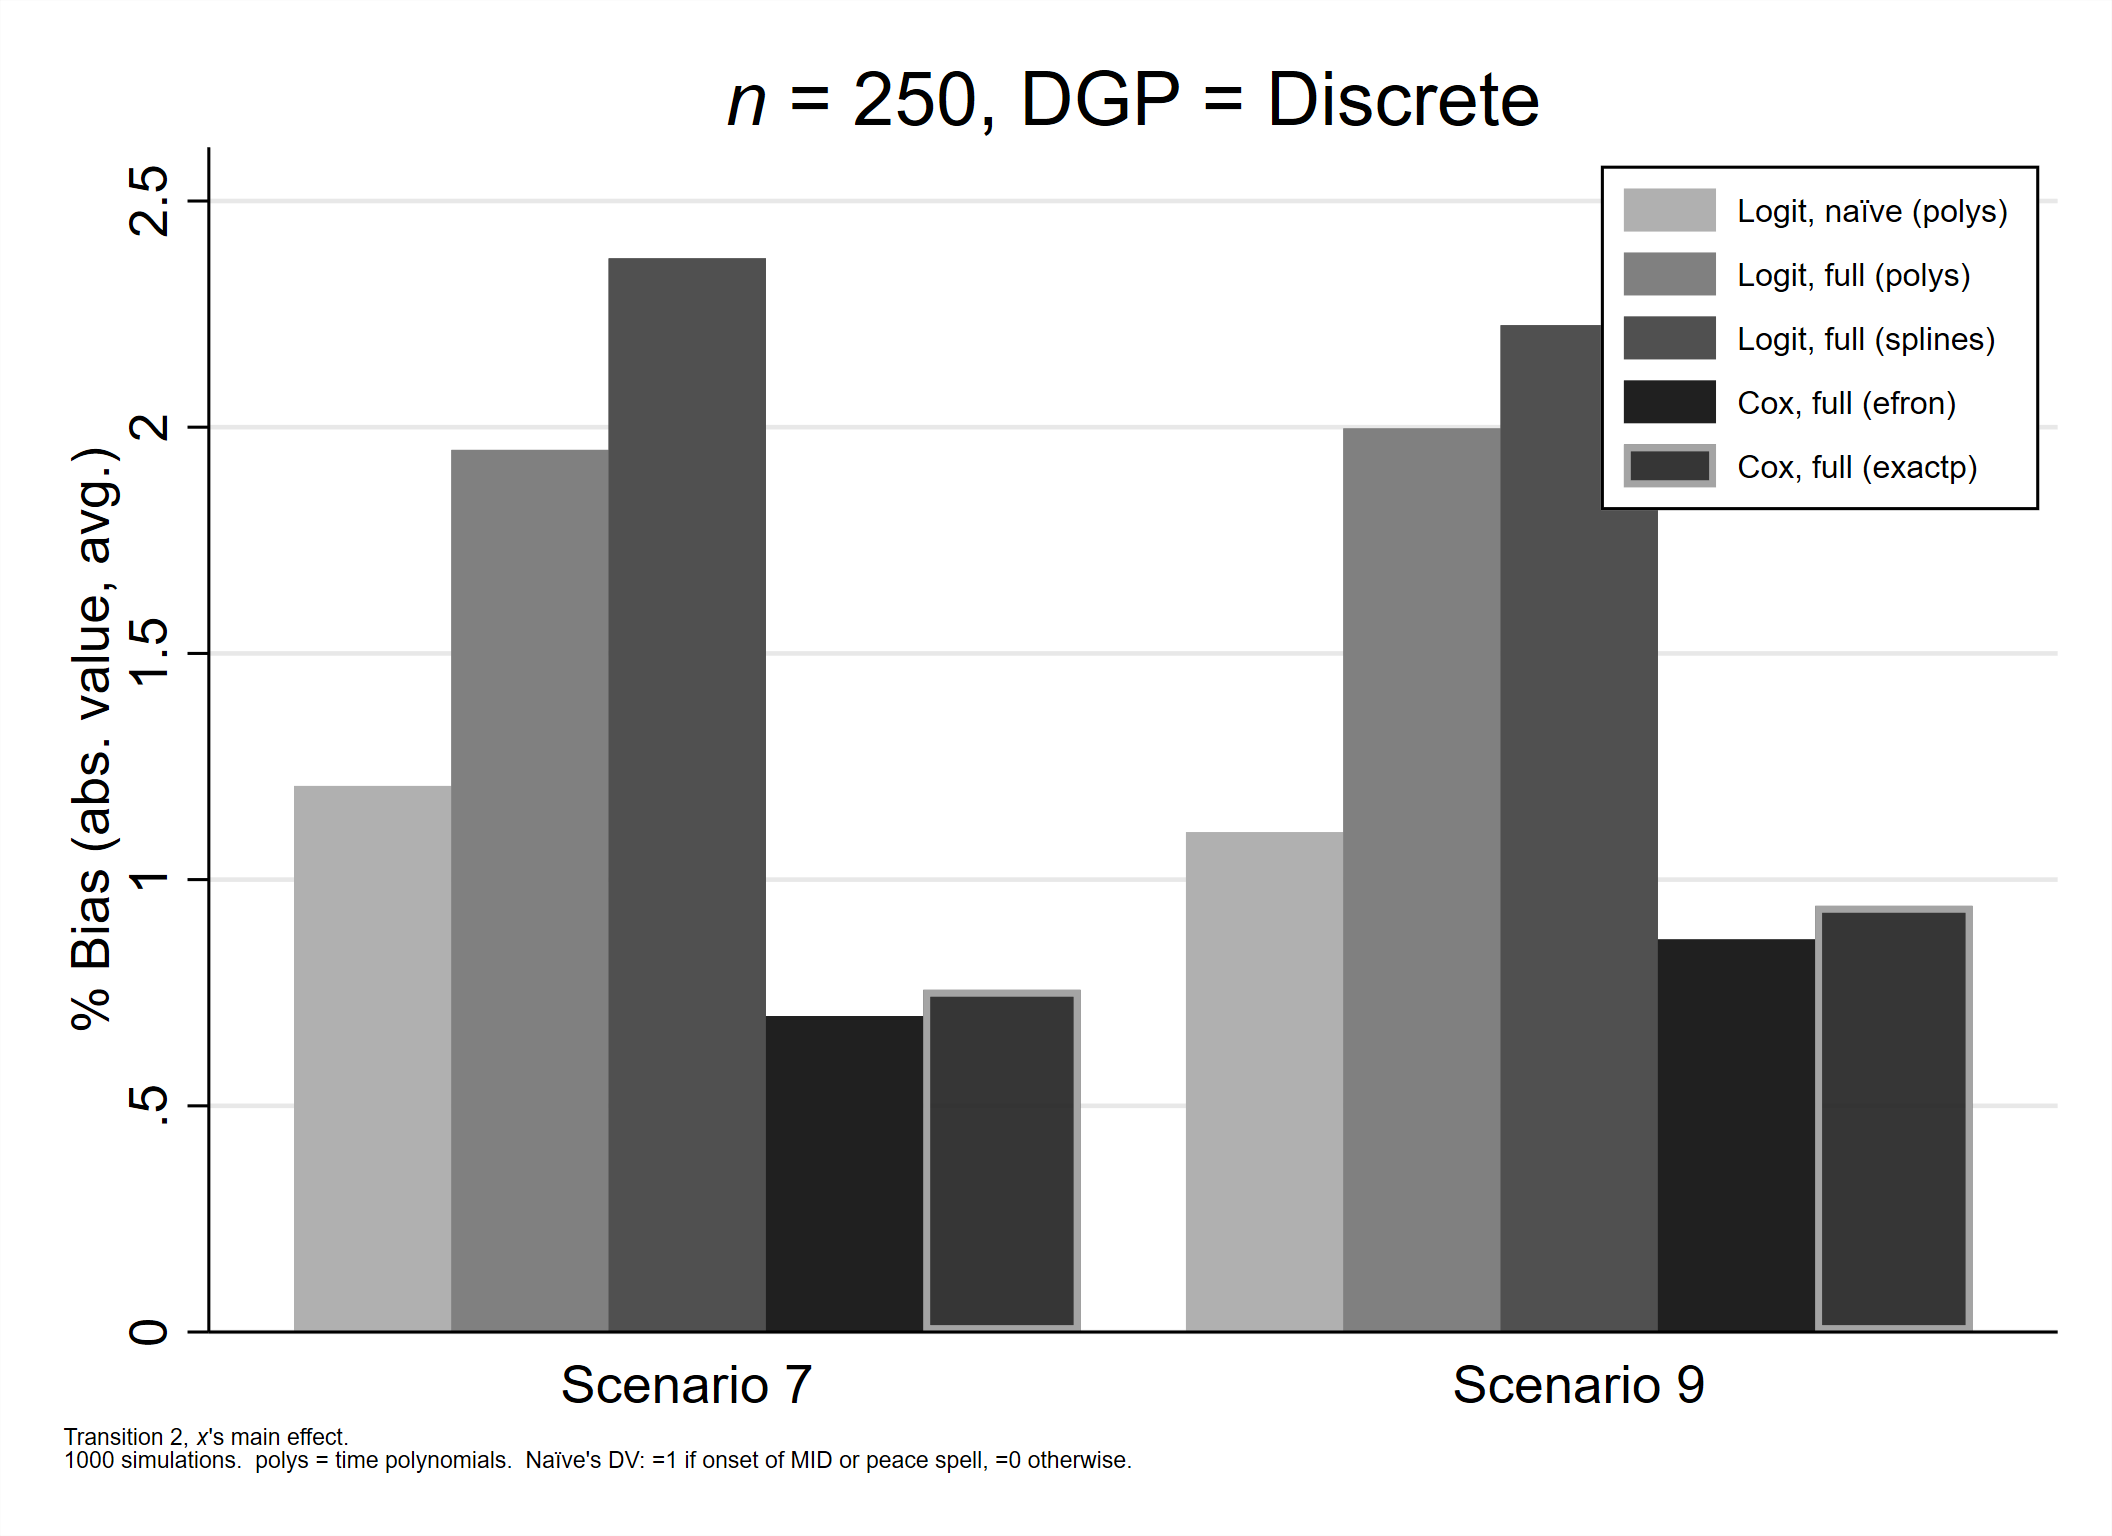 n = 250, DGP = Discrete
% Bias (abs. value, avg.)
2.5
2
1.5
1
.5
0
Logit, naïve (polys)
Logit, full (polys)
Logit, full (splines)
Cox, full (efron)
Cox, full (exactp)
Scenario 7
Scenario 9
Transition 2, x's main effect.
1000 simulations.  polys = time polynomials.  Naïve's DV: =1 if onset of MID or peace spell, =0 otherwise.